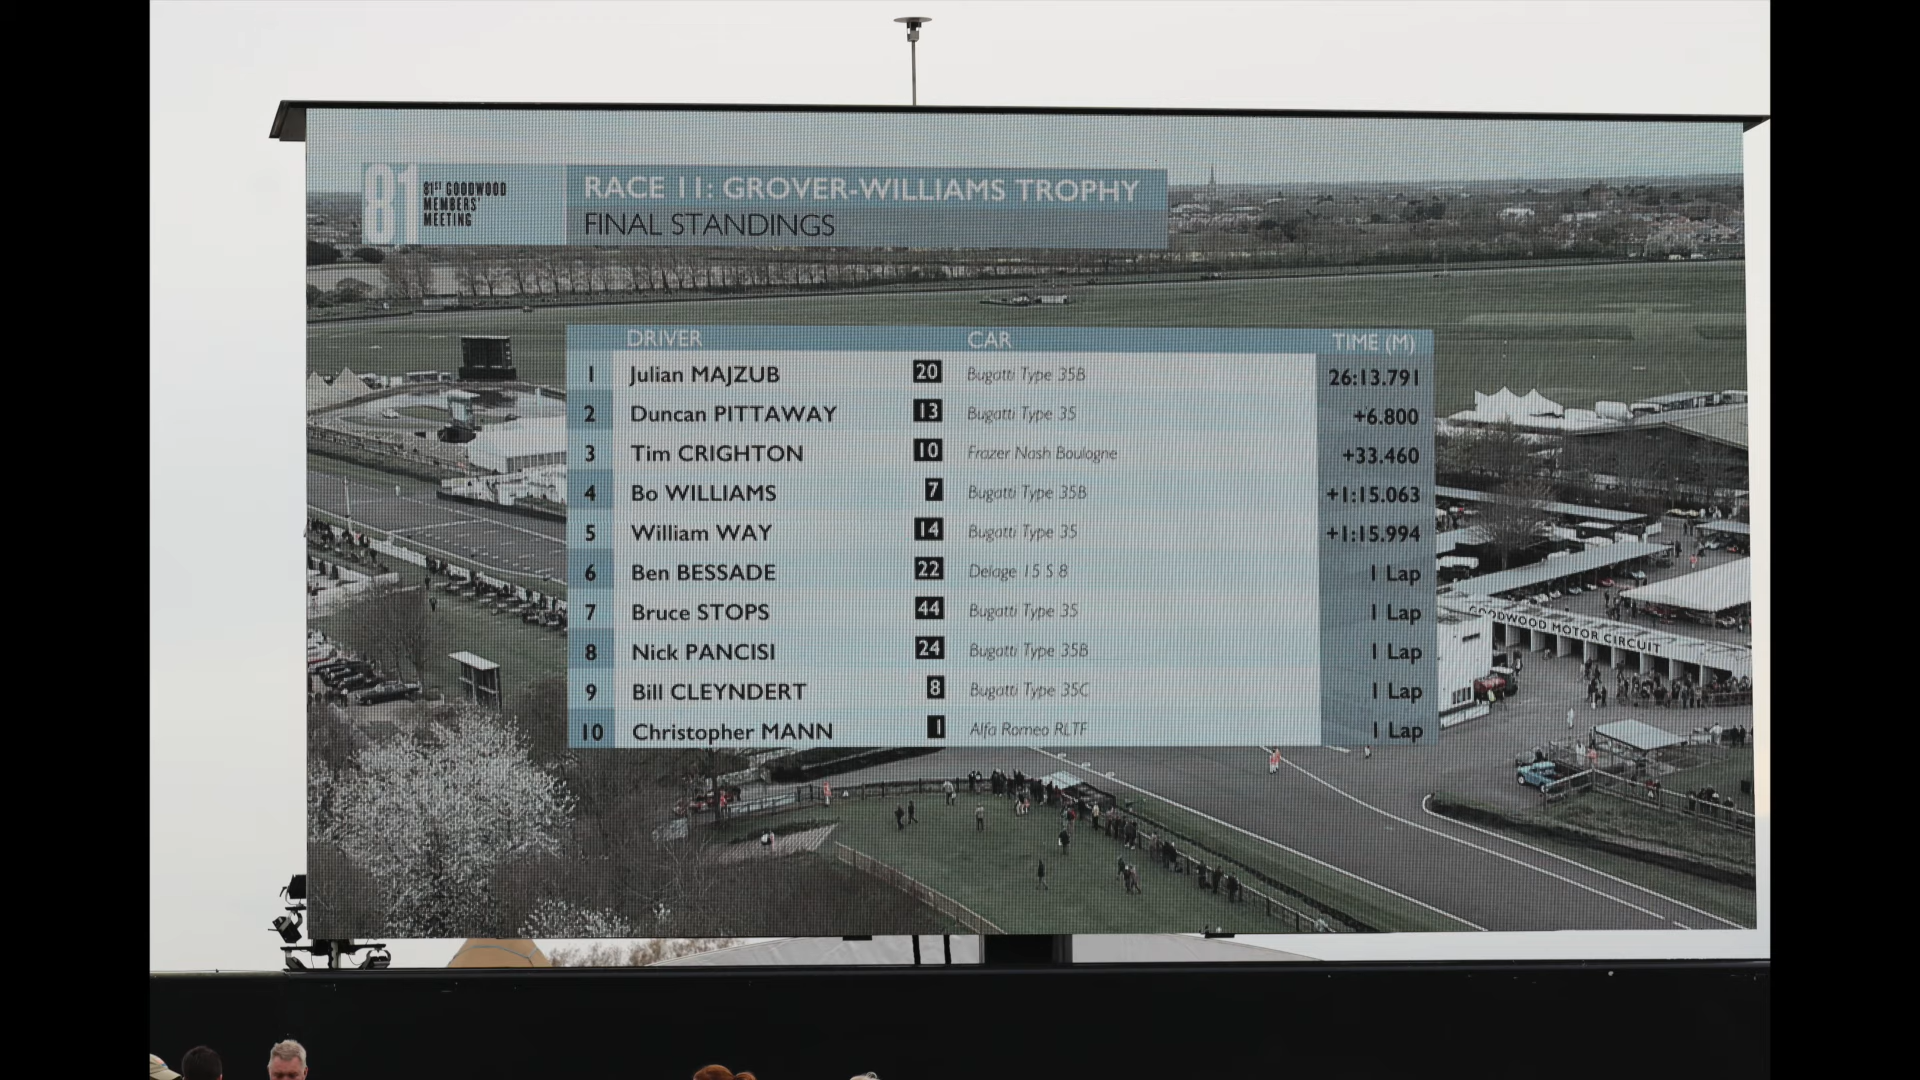 81
81ST GOODWOOD
MEMBERS'
MEETING
RACE 11: GROVER-WILLIAMS TROPHY
FINAL STANDINGS
DRIVER CAR TIME (M)
1 Julian MAJZUB 20 Bugatti Type 35B 26:13.791
2 Duncan PITTAWAY 13 Bugatti Type 35 +6.800
3 Tim CRIGHTON 10 Frazer Nash Boulogne +33.460
4 Bo WILLIAMS 7 Bugatti Type 35B +1:15.063
5 William WAY 14 Bugatti Type 35 +1:15.994
6 Ben BESSADE 22 Delage 15 S 8 1 Lap
7 Bruce STOPS 44 Bugatti Type 35 1 Lap
8 Nick PANCISI 24 Bugatti Type 35B 1 Lap
9 Bill CLEYNDERT 8 Bugatti Type 35C 1 Lap
10 Christopher MANN 1 Alfa Romeo RLTF 1 Lap
GOODWOOD MOTOR CIRCUIT